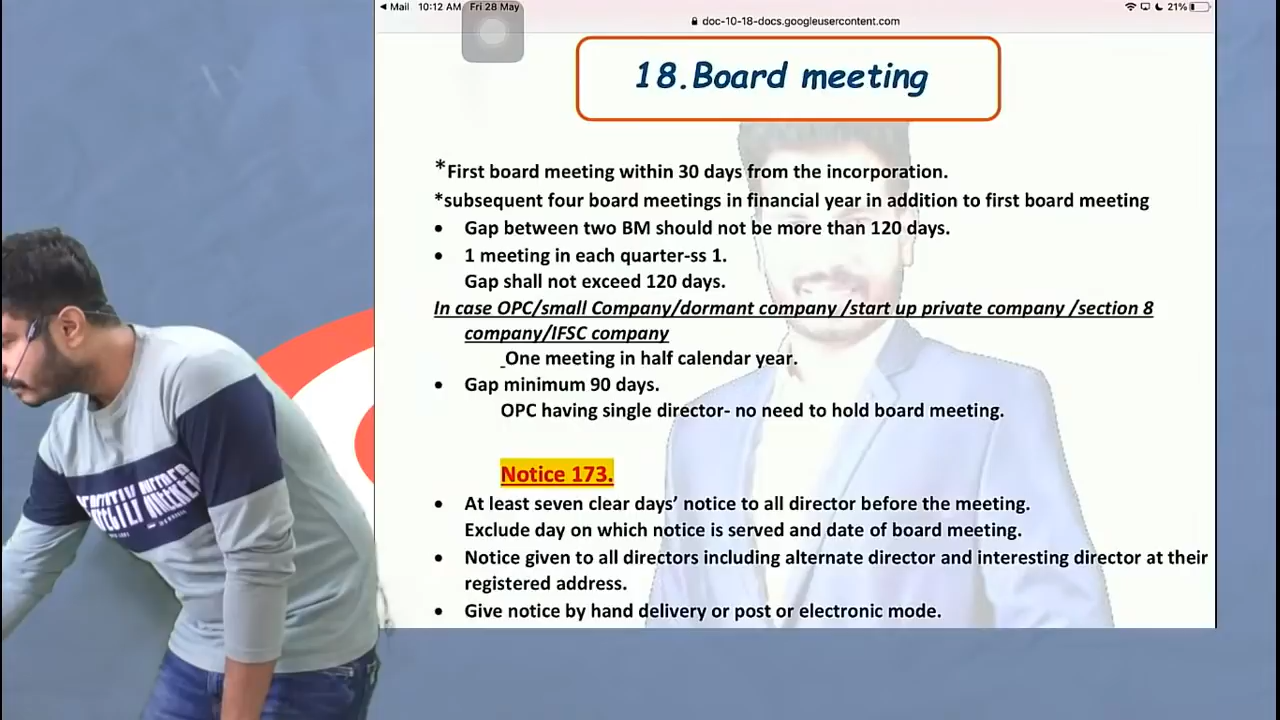 Mail 10:12 AM Fri 28 May 21%
doc-10-18-docs.googleusercontent.com
18.Board meeting
*First board meeting within 30 days from the incorporation.
*subsequent four board meetings in financial year in addition to first board meeting
• Gap between two BM should not be more than 120 days.
• 1 meeting in each quarter-ss 1.
Gap shall not exceed 120 days.
In case OPC/small Company/dormant company /start up private company /section 8
company/IFSC company
_One meeting in half calendar year.
• Gap minimum 90 days.
OPC having single director- no need to hold board meeting.
Notice 173.
• At least seven clear days’ notice to all director before the meeting.
Exclude day on which notice is served and date of board meeting.
• Notice given to all directors including alternate director and interesting director at their
registered address.
• Give notice by hand delivery or post or electronic mode.